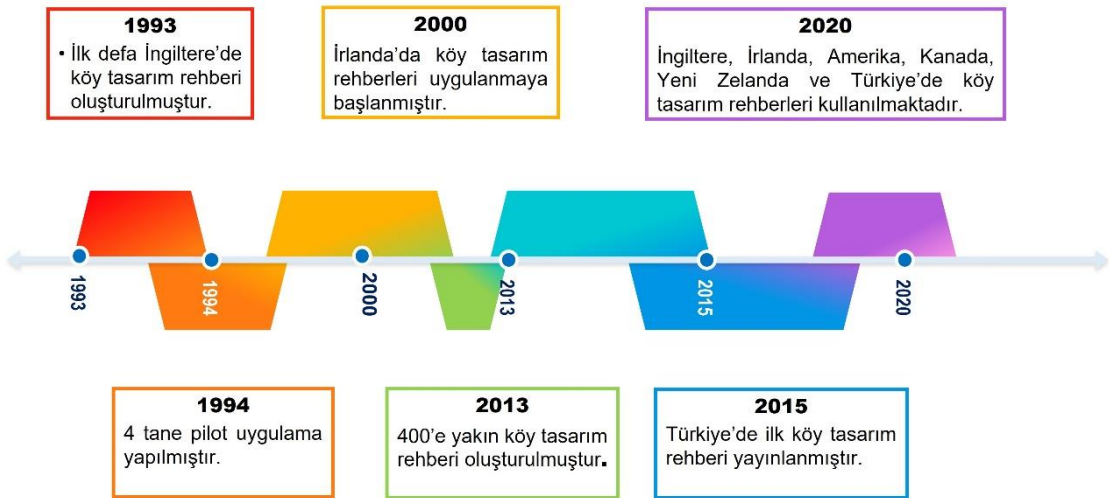 1993
• İlk defa İngiltere’de
köy tasarım rehberi
oluşturulmuştur.
2000
İrlanda’da köy tasarım
rehberleri uygulanmaya
başlanmıştır.
2020
İngiltere, İrlanda, Amerika, Kanada,
Yeni Zelanda ve Türkiye’de köy
tasarım rehberleri kullanılmaktadır.
1993
1994
2000
2013
2015
2020
1994
4 tane pilot uygulama
yapılmıştır.
2013
400’e yakın köy tasarım
rehberi oluşturulmuştur.
2015
Türkiye’de ilk köy tasarım
rehberi yayınlanmıştır.